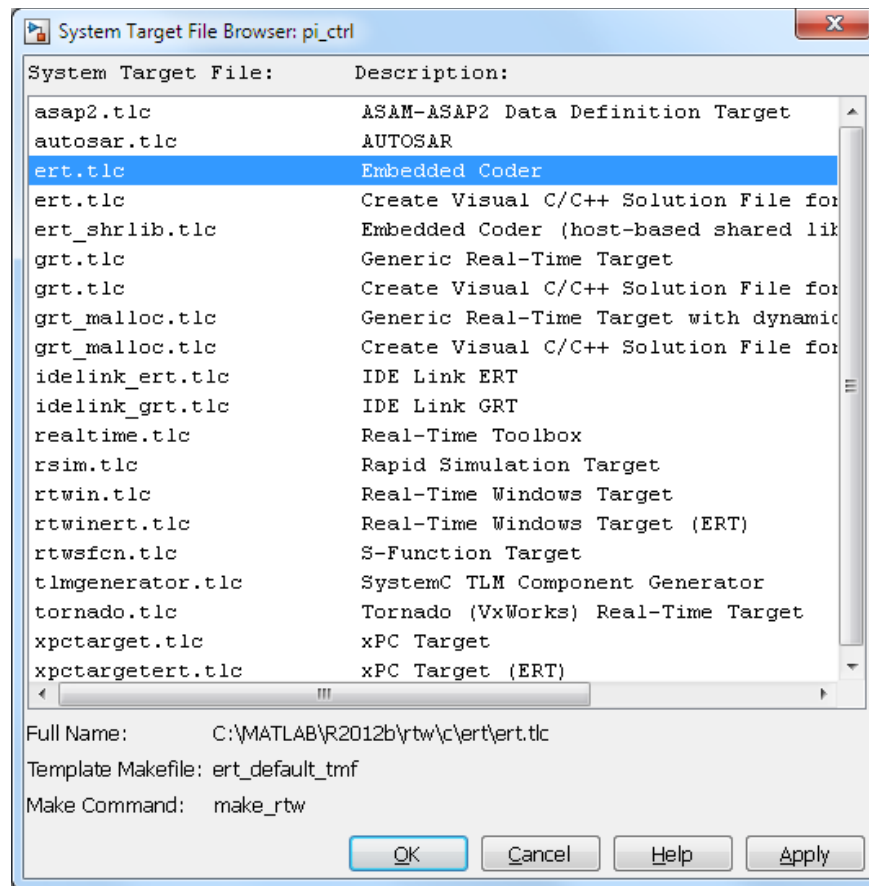 System Target File Browser: pi_ctrl
System Target File: Description:
asap2.tlc ASAM-ASAP2 Data Definition Target
autosar.tlc AUTOSAR
ert.tlc Embedded Coder
ert.tlc Create Visual C/C++ Solution File for
ert_shrlib.tlc Embedded Coder (host-based shared lib
grt.tlc Generic Real-Time Target
grt.tlc Create Visual C/C++ Solution File for
grt_malloc.tlc Generic Real-Time Target with dynamic
grt_malloc.tlc Create Visual C/C++ Solution File for
idelink_ert.tlc IDE Link ERT
idelink_grt.tlc IDE Link GRT
realtime.tlc Real-Time Toolbox
rsim.tlc Rapid Simulation Target
rtwin.tlc Real-Time Windows Target
rtwinert.tlc Real-Time Windows Target (ERT)
rtwsfcn.tlc S-Function Target
tlmgenerator.tlc SystemC TLM Component Generator
tornado.tlc Tornado (VxWorks) Real-Time Target
xpctarget.tlc xPC Target
xpctargetert.tlc xPC Target (ERT)
Full Name: C:\MATLAB\R2012b\rtw\c\ert\ert.tlc
Template Makefile: ert_default_tmf
Make Command: make_rtw
OK Cancel Help Apply